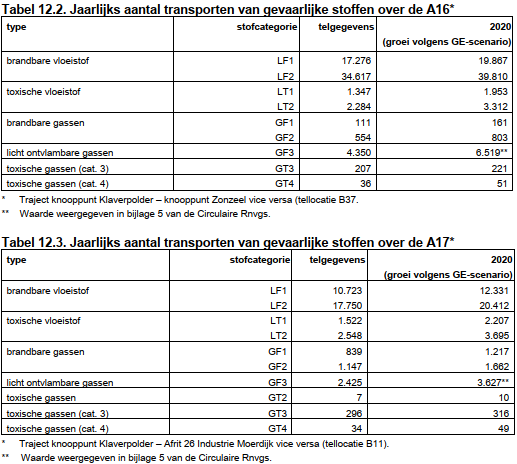 Tabel 12.2. Jaarlijks aantal transporten van gevaarlijke stoffen over de A16*
type stofcategorie telgegevens 2020
(groei volgens GE-scenario)
brandbare vloeistof LF1 17.276 19.867
LF2 34.617 39.810
toxische vloeistof LT1 1.347 1.953
LT2 2.284 3.312
brandbare gassen GF1 111 161
GF2 554 803
licht ontvlambare gassen GF3 4.350 6.519**
toxische gassen (cat. 3) GT3 207 221
toxische gassen (cat. 4) GT4 36 51
* Traject knooppunt Klaverpolder – knooppunt Zonzeel vice versa (tellocatie B37.
** Waarde weergegeven in bijlage 5 van de Circulaire Rnvgs.
Tabel 12.3. Jaarlijks aantal transporten van gevaarlijke stoffen over de A17*
type stofcategorie telgegevens 2020
(groei volgens GE-scenario)
brandbare vloeistof LF1 10.723 12.331
LF2 17.750 20.412
toxische vloeistof LT1 1.522 2.207
LT2 2.548 3.695
brandbare gassen GF1 839 1.217
GF2 1.147 1.662
licht ontvlambare gassen GF3 2.425 3.627**
toxische gassen GT2 7 10
toxische gassen (cat. 3) GT3 296 316
toxische gassen (cat. 4) GT4 34 49
* Traject knooppunt Klaverpolder – Afrit 26 Industrie Moerdijk vice versa (tellocatie B11).
** Waarde weergegeven in bijlage 5 van de Circulaire Rnvgs.